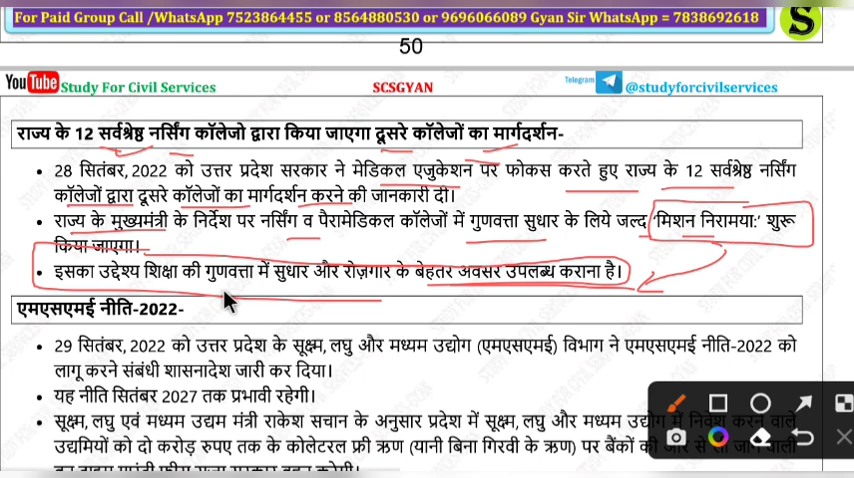 For Paid Group Call /WhatsApp 7523864455 or 8564880530 or 9696066089 Gyan Sir WhatsApp = 7838692618
S
50
YouTube Study For Civil Services
SCSGYAN
Telegram @studyforcivilservices
राज्य के 12 सर्वश्रेष्ठ नर्सिंग कॉलेजो द्वारा किया जाएगा दूसरे कॉलेजों का मार्गदर्शन-
• 28 सितंबर, 2022 को उत्तर प्रदेश सरकार ने मेडिकल एजुकेशन पर फोकस करते हुए राज्य के 12 सर्वश्रेष्ठ नर्सिंग
कॉलेजों द्वारा दूसरे कॉलेजों का मार्गदर्शन करने की जानकारी दी।
• राज्य के मुख्यमंत्री के निर्देश पर नर्सिंग व पैरामेडिकल कॉलेजों में गुणवत्ता सुधार के लिये जल्द 'मिशन निरामया:' शुरू
किया जाएगा।
• इसका उद्देश्य शिक्षा की गुणवत्ता में सुधार और रोज़गार के बेहतर अवसर उपलब्ध कराना है।
एमएसएमई नीति-2022-
• 29 सितंबर, 2022 को उत्तर प्रदेश के सूक्ष्म, लघु और मध्यम उद्योग (एमएसएमई) विभाग ने एमएसएमई नीति-2022 को
लागू करने संबंधी शासनादेश जारी कर दिया।
• यह नीति सितंबर 2027 तक प्रभावी रहेगी।
• सूक्ष्म, लघु एवं मध्यम उद्यम मंत्री राकेश सचान के अनुसार प्रदेश में सूक्ष्म, लघु और मध्यम उद्योग में निवेश करने वाले
उद्यमियों को दो करोड़ रुपए तक के कोलेटरल फ्री ऋण (यानी बिना गिरवी के ऋण) पर बैंकों की ओर से ली जाने वाली